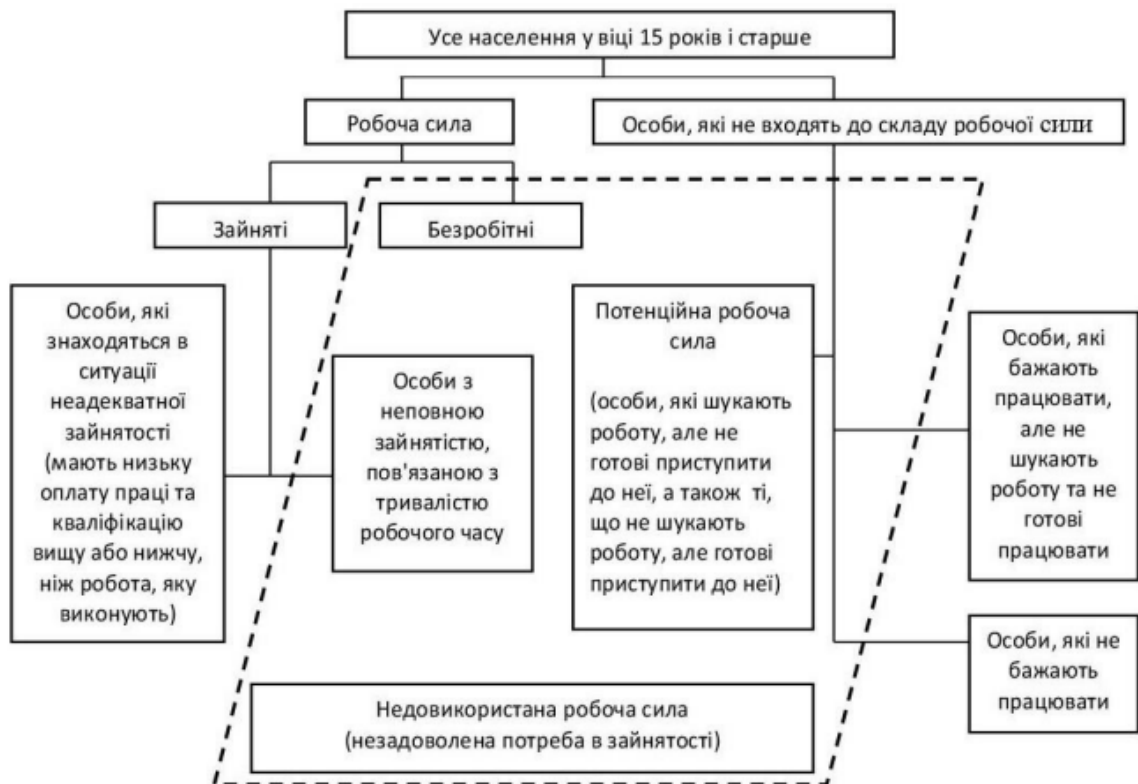 Усе населення у віці 15 років і старше
Робоча сила
Особи, які не входять до складу робочої сили
Зайняті
Безробітні
Особи, які
знаходяться в
ситуації
неадекватної
зайнятості
(мають низьку
оплату праці та
кваліфікацію
вищу або нижчу,
ніж робота, яку
виконують)
Особи з
неповною
зайнятістю,
пов'язаною з
тривалістю
робочого часу
Потенційна робоча
сила
(особи, які шукають
роботу, але не
готові приступити
до неї, а також ті,
що не шукають
роботу, але готові
приступити до неї)
Особи, які
бажають
працювати,
але не
шукають
роботу та не
готові
працювати
Особи, які не
бажають
працювати
Недовикористана робоча сила
(незадоволена потреба в зайнятості)